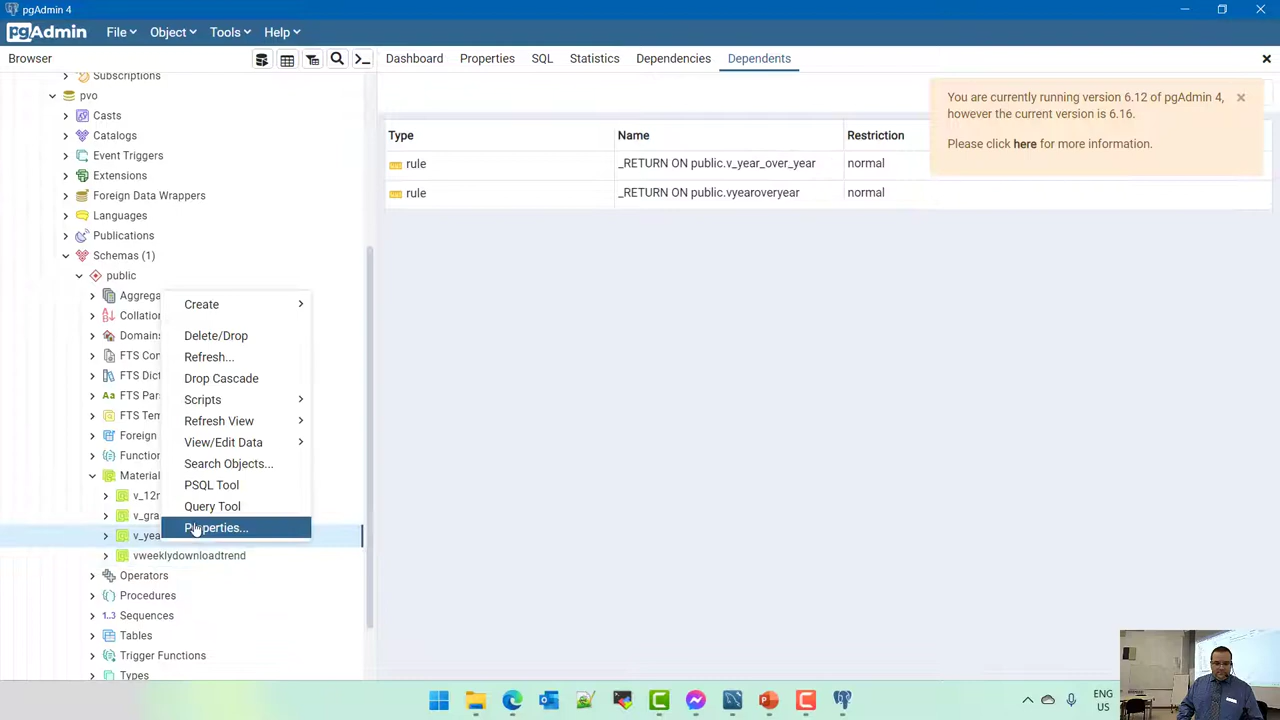 pgAdmin 4
pgAdmin File Object Tools Help
Browser
Dashboard Properties SQL Statistics Dependencies Dependents
Subscriptions
pvo
Casts
Catalogs
Event Triggers
Extensions
Foreign Data Wrappers
Languages
Publications
Schemas (1)
public
Aggrega
Collation
Domains
FTS Con
FTS Dict
FTS Par
FTS Tem
Foreign
Function
Material
v_12r
v_gra
v_yea
vweeklydownloadtrend
Operators
Procedures
1..3 Sequences
Tables
Trigger Functions
Types
Create
Delete/Drop
Refresh...
Drop Cascade
Scripts
Refresh View
View/Edit Data
Search Objects...
PSQL Tool
Query Tool
Properties...
Type Name Restriction
rule _RETURN ON public.v_year_over_year normal
rule _RETURN ON public.vyearoveryear normal
You are currently running version 6.12 of pgAdmin 4,
however the current version is 6.16.
Please click here for more information.
ENG
US